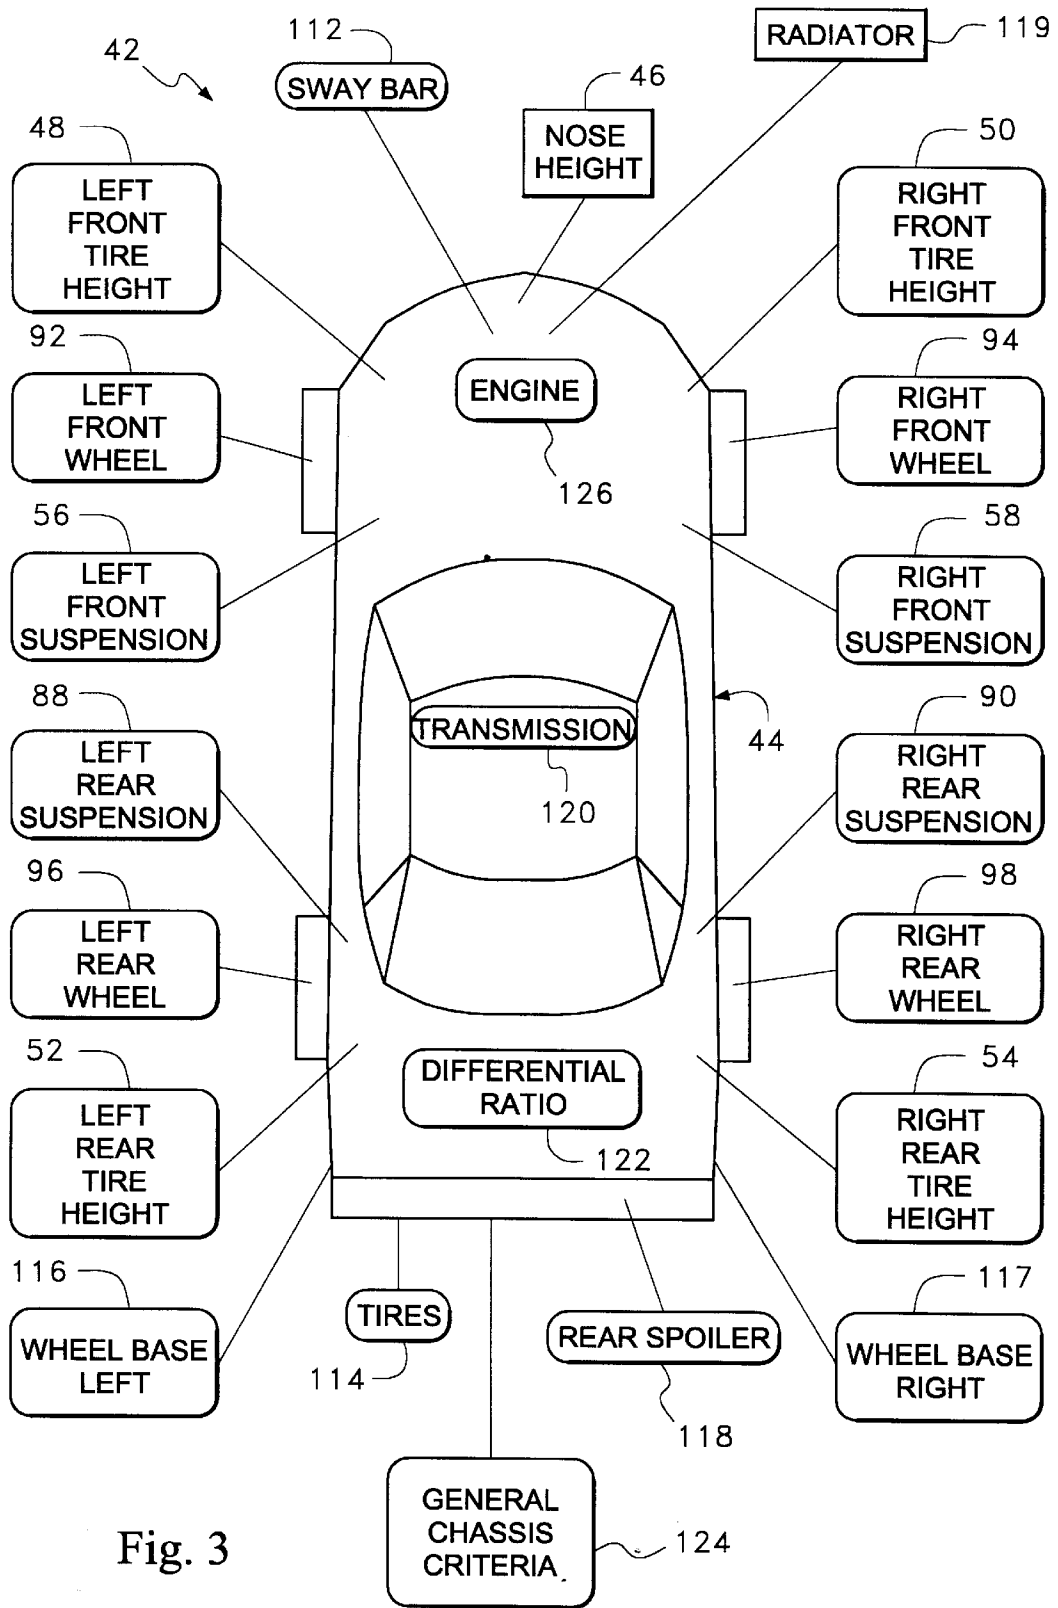 112
RADIATOR
119
42
SWAY BAR
46
48
NOSE
HEIGHT
50
LEFT
FRONT
TIRE
HEIGHT
RIGHT
FRONT
TIRE
HEIGHT
92
94
LEFT
FRONT
WHEEL
ENGINE
126
RIGHT
FRONT
WHEEL
56
58
LEFT
FRONT
SUSPENSION
RIGHT
FRONT
SUSPENSION
88
90
44
LEFT
REAR
SUSPENSION
TRANSMISSION
120
RIGHT
REAR
SUSPENSION
96
98
LEFT
REAR
WHEEL
RIGHT
REAR
WHEEL
52
54
LEFT
REAR
TIRE
HEIGHT
DIFFERENTIAL
RATIO
122
RIGHT
REAR
TIRE
HEIGHT
116
117
WHEEL BASE
LEFT
TIRES
114
REAR SPOILER
118
WHEEL BASE
RIGHT
GENERAL
CHASSIS
CRITERIA
124
Fig. 3